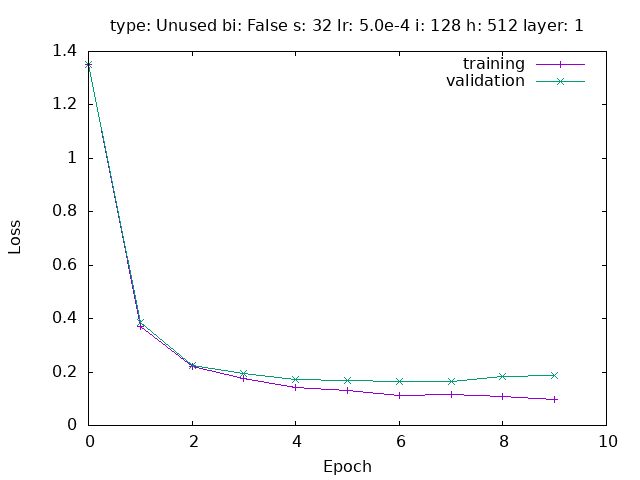 type: Unused bi: False s: 32 lr: 5.0e-4 i: 128 h: 512 layer: 1
training
validation
1.4
1.2
1
0.8
0.6
0.4
0.2
0
Loss
0 2 4 6 8 10
Epoch